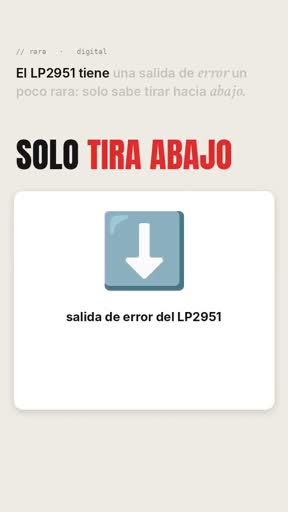 // rara · digital
El LP2951 tiene una salida de error un
poco rara: solo sabe tirar hacia abajo.
SOLO TIRA ABAJO
salida de error del LP2951